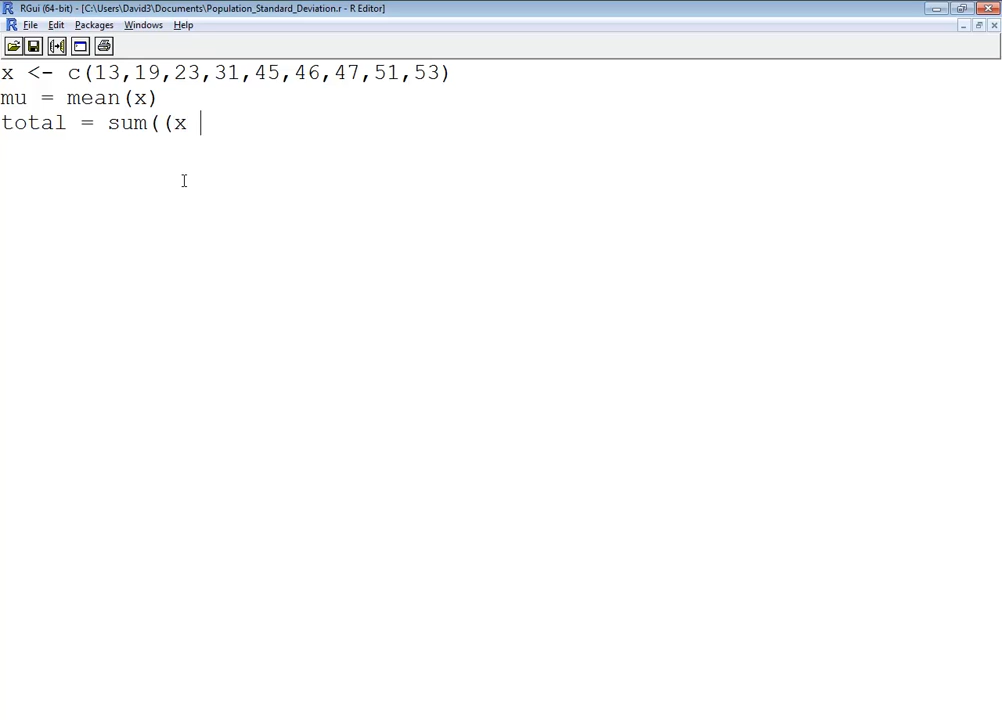 RGui (64-bit) - [C:\Users\David3\Documents\Population_Standard_Deviation.r - R Editor]
File Edit Packages Windows Help
x <- c(13,19,23,31,45,46,47,51,53)
mu = mean(x)
total = sum((x